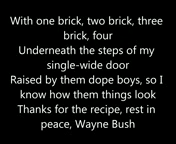 With one brick, two brick, three
brick, four
Underneath the steps of my
single-wide door
Raised by them dope boys, so I
know how them things look
Thanks for the recipe, rest in
peace, Wayne Bush